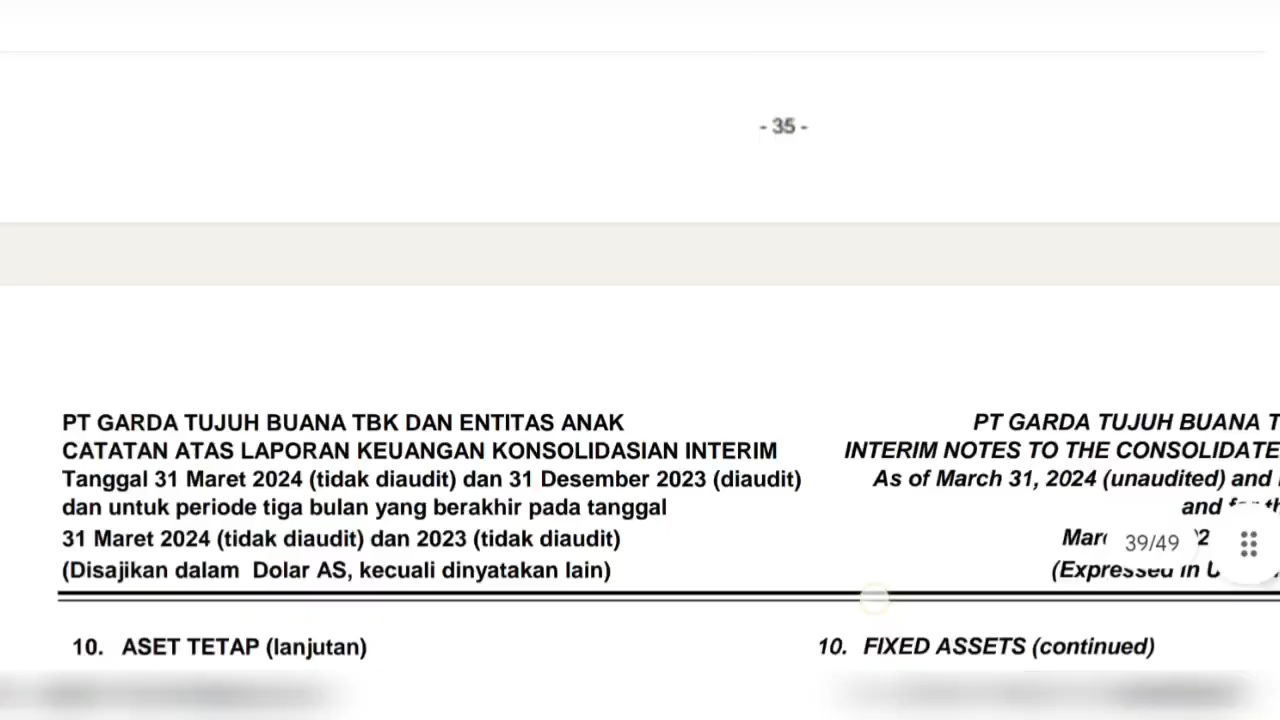 - 35 -
PT GARDA TUJUH BUANA TBK DAN ENTITAS ANAK
CATATAN ATAS LAPORAN KEUANGAN KONSOLIDASIAN INTERIM
Tanggal 31 Maret 2024 (tidak diaudit) dan 31 Desember 2023 (diaudit)
dan untuk periode tiga bulan yang berakhir pada tanggal
31 Maret 2024 (tidak diaudit) dan 2023 (tidak diaudit)
(Disajikan dalam Dolar AS, kecuali dinyatakan lain)
PT GARDA TUJUH BUANA T
INTERIM NOTES TO THE CONSOLIDATE
As of March 31, 2024 (unaudited) and
and
39/49
(Expressed in U
10. ASET TETAP (lanjutan)
10. FIXED ASSETS (continued)